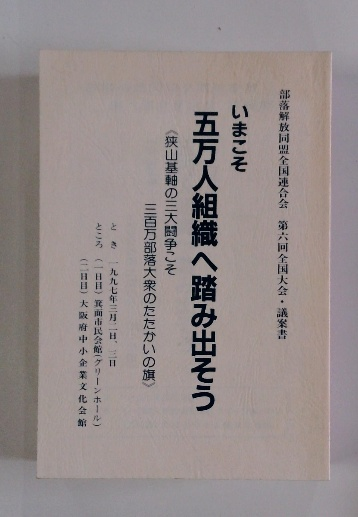 部落解放同盟全国連合会　第六回全国大会・議案書
いまこそ
五万人組織へ踏み出そう
《狭山基軸の三大闘争こそ
三百万部落大衆のたたかいの旗》
と　き　一九九七年三月二日、三日
ところ　（一日目）箕面市民会館（グリーンホール）
（二日目）大阪府中小企業文化会館